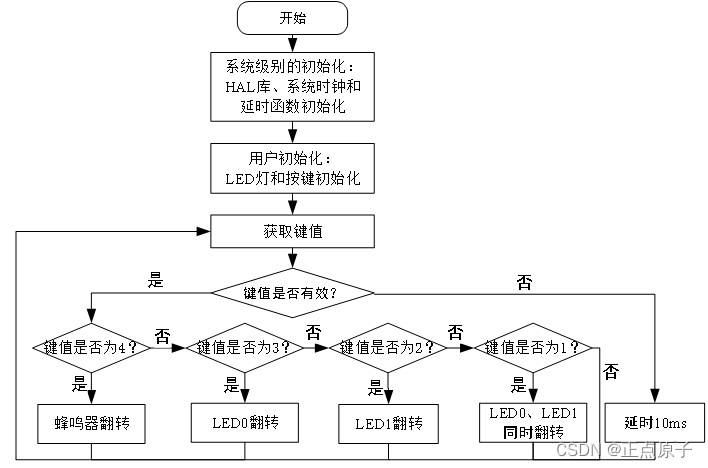 开始
系统级别的初始化：
HAL库、系统时钟和
延时函数初始化
用户初始化：
LED灯和按键初始化
获取键值
是
键值是否有效？
否
键值是否为4？
否
键值是否为3？
否
键值是否为2？
否
键值是否为1？
否
是
是
是
是
蜂鸣器翻转
LED0翻转
LED1翻转
LED0、LED1
同时翻转
延时10ms
CSDN @正点原子